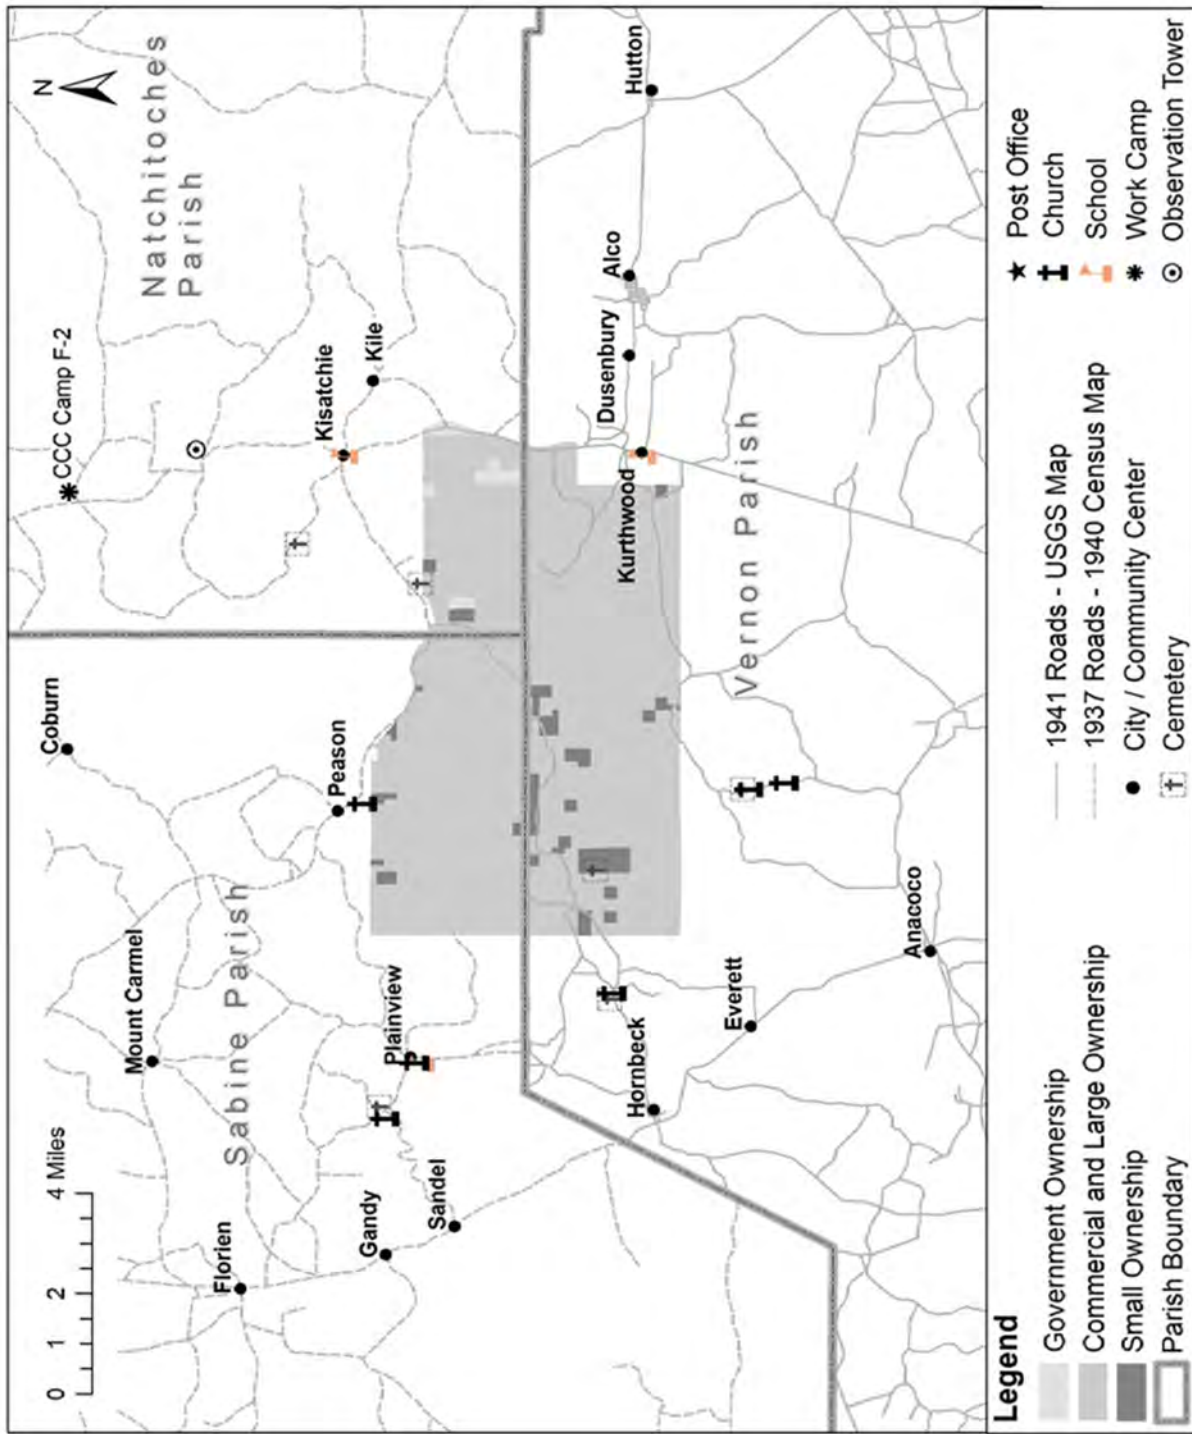 N
Natchitoches
Parish
CCC Camp F-2
Coburn
Mount Carmel
Sabine Parish
Florien
0 1 2 4 Miles
Kisatchie
Kile
Peason
Plainview
Gandy
Sandel
Hutton
Alco
Dusenbury
Kurthwood
Vernon Parish
Hornbeck
Everett
Anacoco
Legend
Government Ownership
Commercial and Large Ownership
Small Ownership
Parish Boundary
1941 Roads - USGS Map
1937 Roads - 1940 Census Map
City / Community Center
Cemetery
Post Office
Church
School
Work Camp
Observation Tower